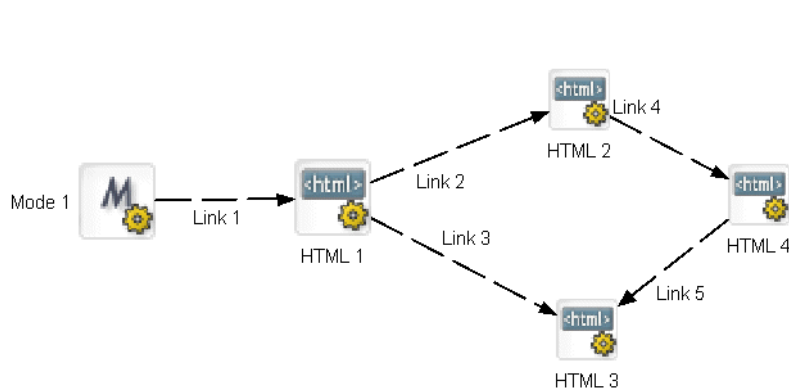 <html>
HTML 2
Link 4
Mode 1
M
Link 1
<html>
HTML 1
Link 2
Link 3
<html>
HTML 4
Link 5
<html>
HTML 3